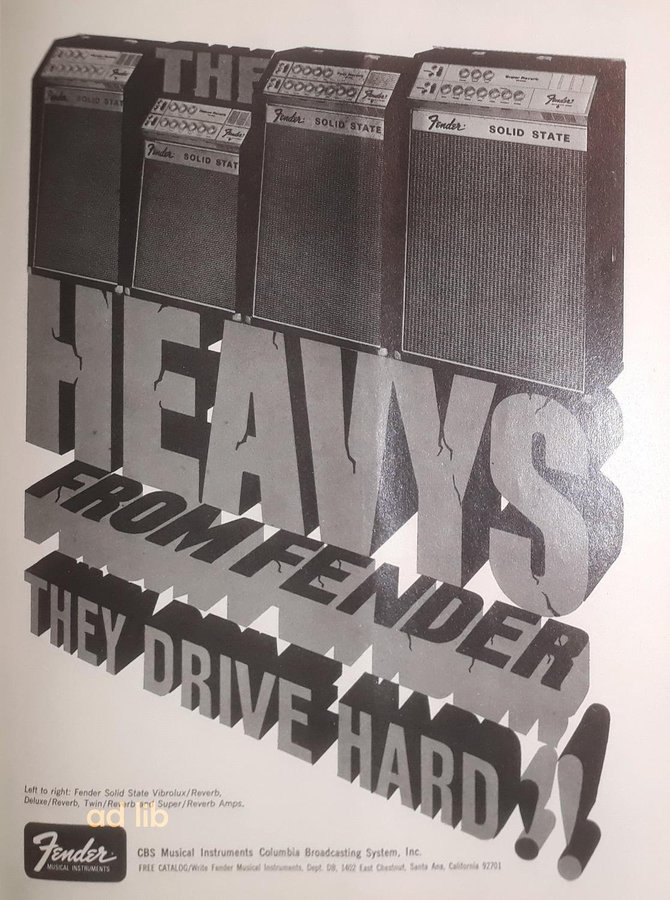 THE
Fender SOLID STATE
Fender SOLID STATE
Fender SOLID STATE
Fender SOLID STATE
Super Reverb
Fender
HEAVYS
FROM FENDER
THEY DRIVE HARD!!
Left to right: Fender Solid State Vibrolux/Reverb,
Deluxe/Reverb, Twin/Reverb and Super/Reverb Amps.
ad lib
Fender
MUSICAL INSTRUMENTS
CBS Musical Instruments Columbia Broadcasting System, Inc.
FREE CATALOG/Write Fender Musical Instruments, Dept. DB, 1402 East Chestnut, Santa Ana, California 92701